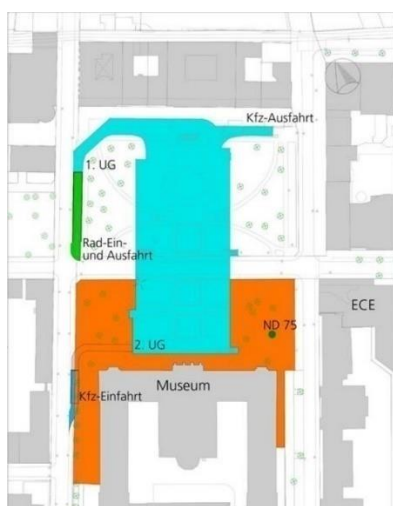 Kfz-Ausfahrt
1. UG
Rad-Ein-
und Ausfahrt
ND 75
ECE
2. UG
Museum
Kfz-Einfahrt